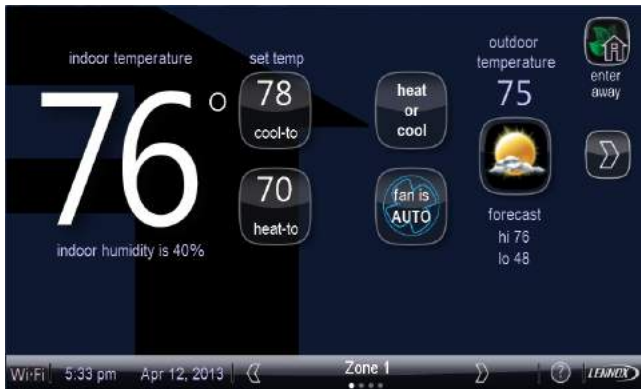 indoor temperature
76°
indoor humidity is 40%
set temp
78
cool-to
70
heat-to
heat
or
cool
fan is
AUTO
outdoor
temperature
75
forecast
hi 76
lo 48
enter
away
Wi-Fi 5:33 pm Apr 12, 2013 Zone 1 ? LENNOX